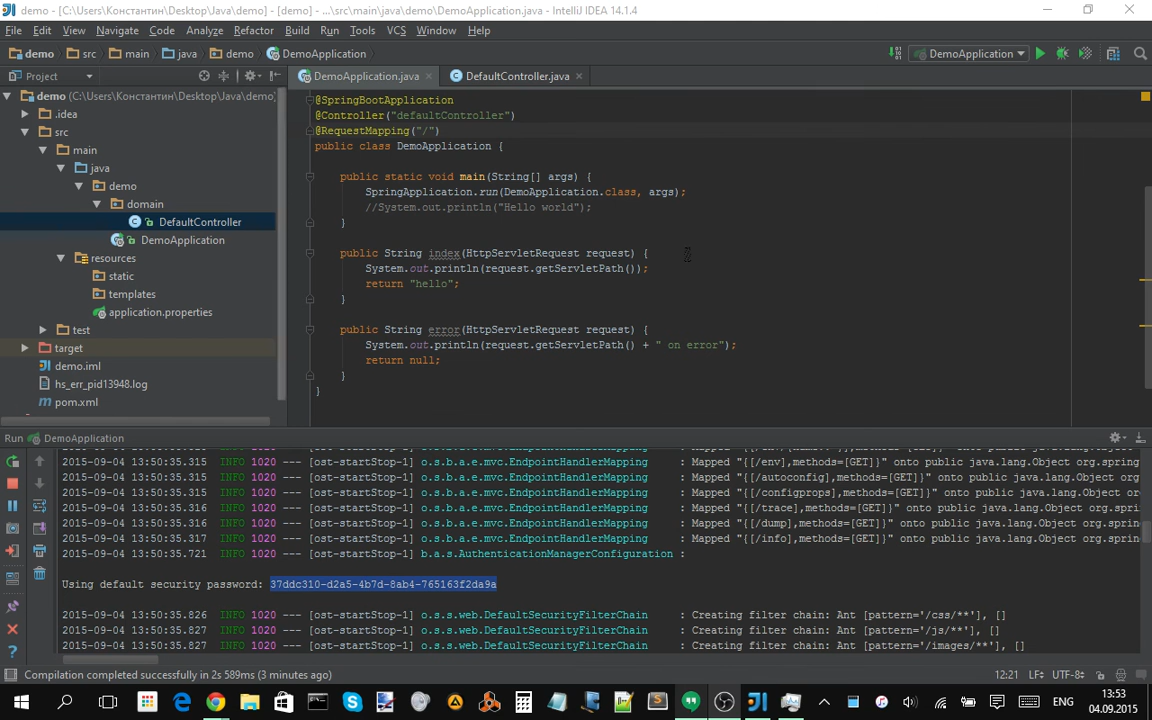 demo - [C:\Users\Константин\Desktop\Java\demo] - [demo] - ...\src\main\java\demo\DemoApplication.java - IntelliJ IDEA 14.1.4
File Edit View Navigate Code Analyze Refactor Build Run Tools VCS Window Help
demo src main java demo DemoApplication
DemoApplication
Project
DemoApplication.java DefaultController.java
demo (C:\Users\Константин\Desktop\Java\demo)
.idea
src
main
java
demo
domain
DefaultController
DemoApplication
resources
static
templates
application.properties
test
target
demo.iml
hs_err_pid13948.log
pom.xml
@SpringBootApplication
@Controller("defaultController")
@RequestMapping("/")
public class DemoApplication {
public static void main(String[] args) {
SpringApplication.run(DemoApplication.class, args);
//System.out.println("Hello world");
}
public String index(HttpServletRequest request) {
System.out.println(request.getServletPath());
return "hello";
}
public String error(HttpServletRequest request) {
System.out.println(request.getServletPath() + " on error");
return null;
}
}
Run DemoApplication
2015-09-04 13:50:35.315 INFO 1020 --- [ost-startStop-1] o.s.b.a.e.mvc.EndpointHandlerMapping : Mapped "{[/env],methods=[GET]}" onto public java.lang.Object org.sprin
2015-09-04 13:50:35.315 INFO 1020 --- [ost-startStop-1] o.s.b.a.e.mvc.EndpointHandlerMapping : Mapped "{[/autoconfig],methods=[GET]}" onto public java.lang.Object or
2015-09-04 13:50:35.315 INFO 1020 --- [ost-startStop-1] o.s.b.a.e.mvc.EndpointHandlerMapping : Mapped "{[/configprops],methods=[GET]}" onto public java.lang.Object o
2015-09-04 13:50:35.316 INFO 1020 --- [ost-startStop-1] o.s.b.a.e.mvc.EndpointHandlerMapping : Mapped "{[/trace],methods=[GET]}" onto public java.lang.Object org.spr
2015-09-04 13:50:35.316 INFO 1020 --- [ost-startStop-1] o.s.b.a.e.mvc.EndpointHandlerMapping : Mapped "{[/dump],methods=[GET]}" onto public java.lang.Object org.spri
2015-09-04 13:50:35.317 INFO 1020 --- [ost-startStop-1] o.s.b.a.e.mvc.EndpointHandlerMapping : Mapped "{[/info],methods=[GET]}" onto public java.lang.Object org.spri
2015-09-04 13:50:35.721 INFO 1020 --- [ost-startStop-1] b.a.s.AuthenticationManagerConfiguration :
Using default security password: 37ddc310-d2a5-4b7d-8ab4-765163f2da9a
2015-09-04 13:50:35.826 INFO 1020 --- [ost-startStop-1] o.s.s.web.DefaultSecurityFilterChain : Creating filter chain: Ant [pattern='/css/**'], []
2015-09-04 13:50:35.827 INFO 1020 --- [ost-startStop-1] o.s.s.web.DefaultSecurityFilterChain : Creating filter chain: Ant [pattern='/js/**'], []
2015-09-04 13:50:35.827 INFO 1020 --- [ost-startStop-1] o.s.s.web.DefaultSecurityFilterChain : Creating filter chain: Ant [pattern='/images/**'], []
Compilation completed successfully in 2s 589ms (3 minutes ago)
12:21 LF UTF-8
ENG
13:53
04.09.2015